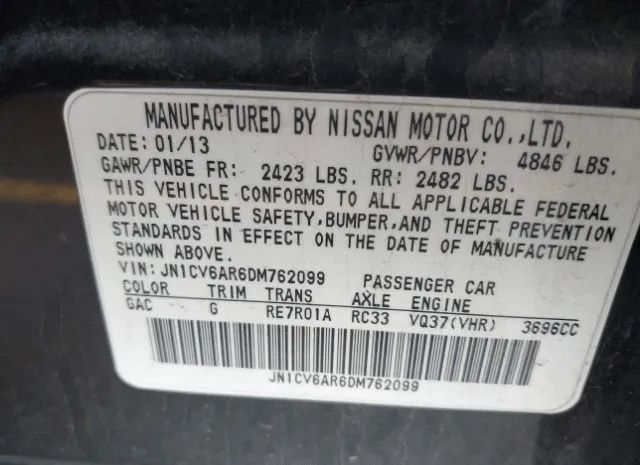 MANUFACTURED BY NISSAN MOTOR CO.,LTD.
DATE: 01/13 GVWR/PNBV: 4846 LBS.
GAWR/PNBE FR: 2423 LBS. RR: 2482 LBS.
THIS VEHICLE CONFORMS TO ALL APPLICABLE FEDERAL
MOTOR VEHICLE SAFETY,BUMPER,AND THEFT PREVENTION
STANDARDS IN EFFECT ON THE DATE OF MANUFACTURE
SHOWN ABOVE.
VIN: JN1CV6AR6DM762099 PASSENGER CAR
COLOR TRIM TRANS AXLE ENGINE
GAC G RE7R01A RC33 VQ37(VHR) 3696CC
JN1CV6AR6DM762099